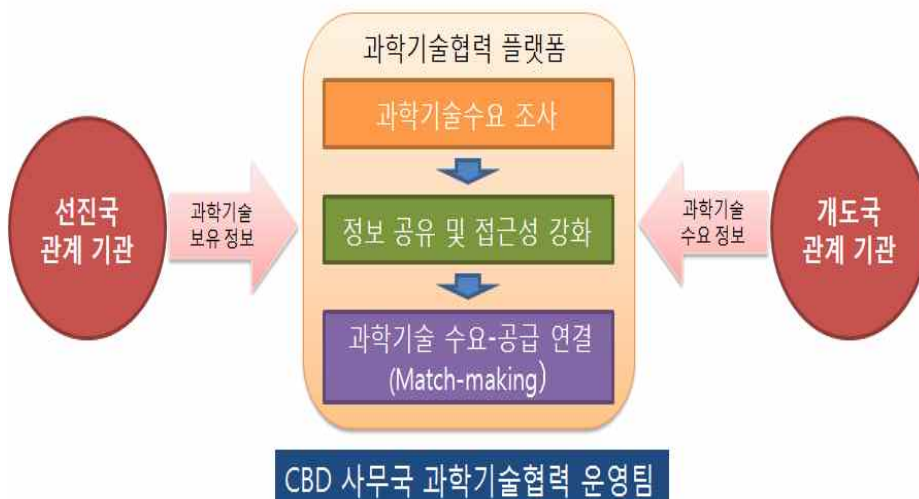 과학기술협력 플랫폼
과학기술수요 조사
선진국
관계 기관
과학기술
보유 정보
정보 공유 및 접근성 강화
과학기술
수요 정보
개도국
관계 기관
과학기술 수요-공급 연결
(Match-making)
CBD 사무국 과학기술협력 운영팀